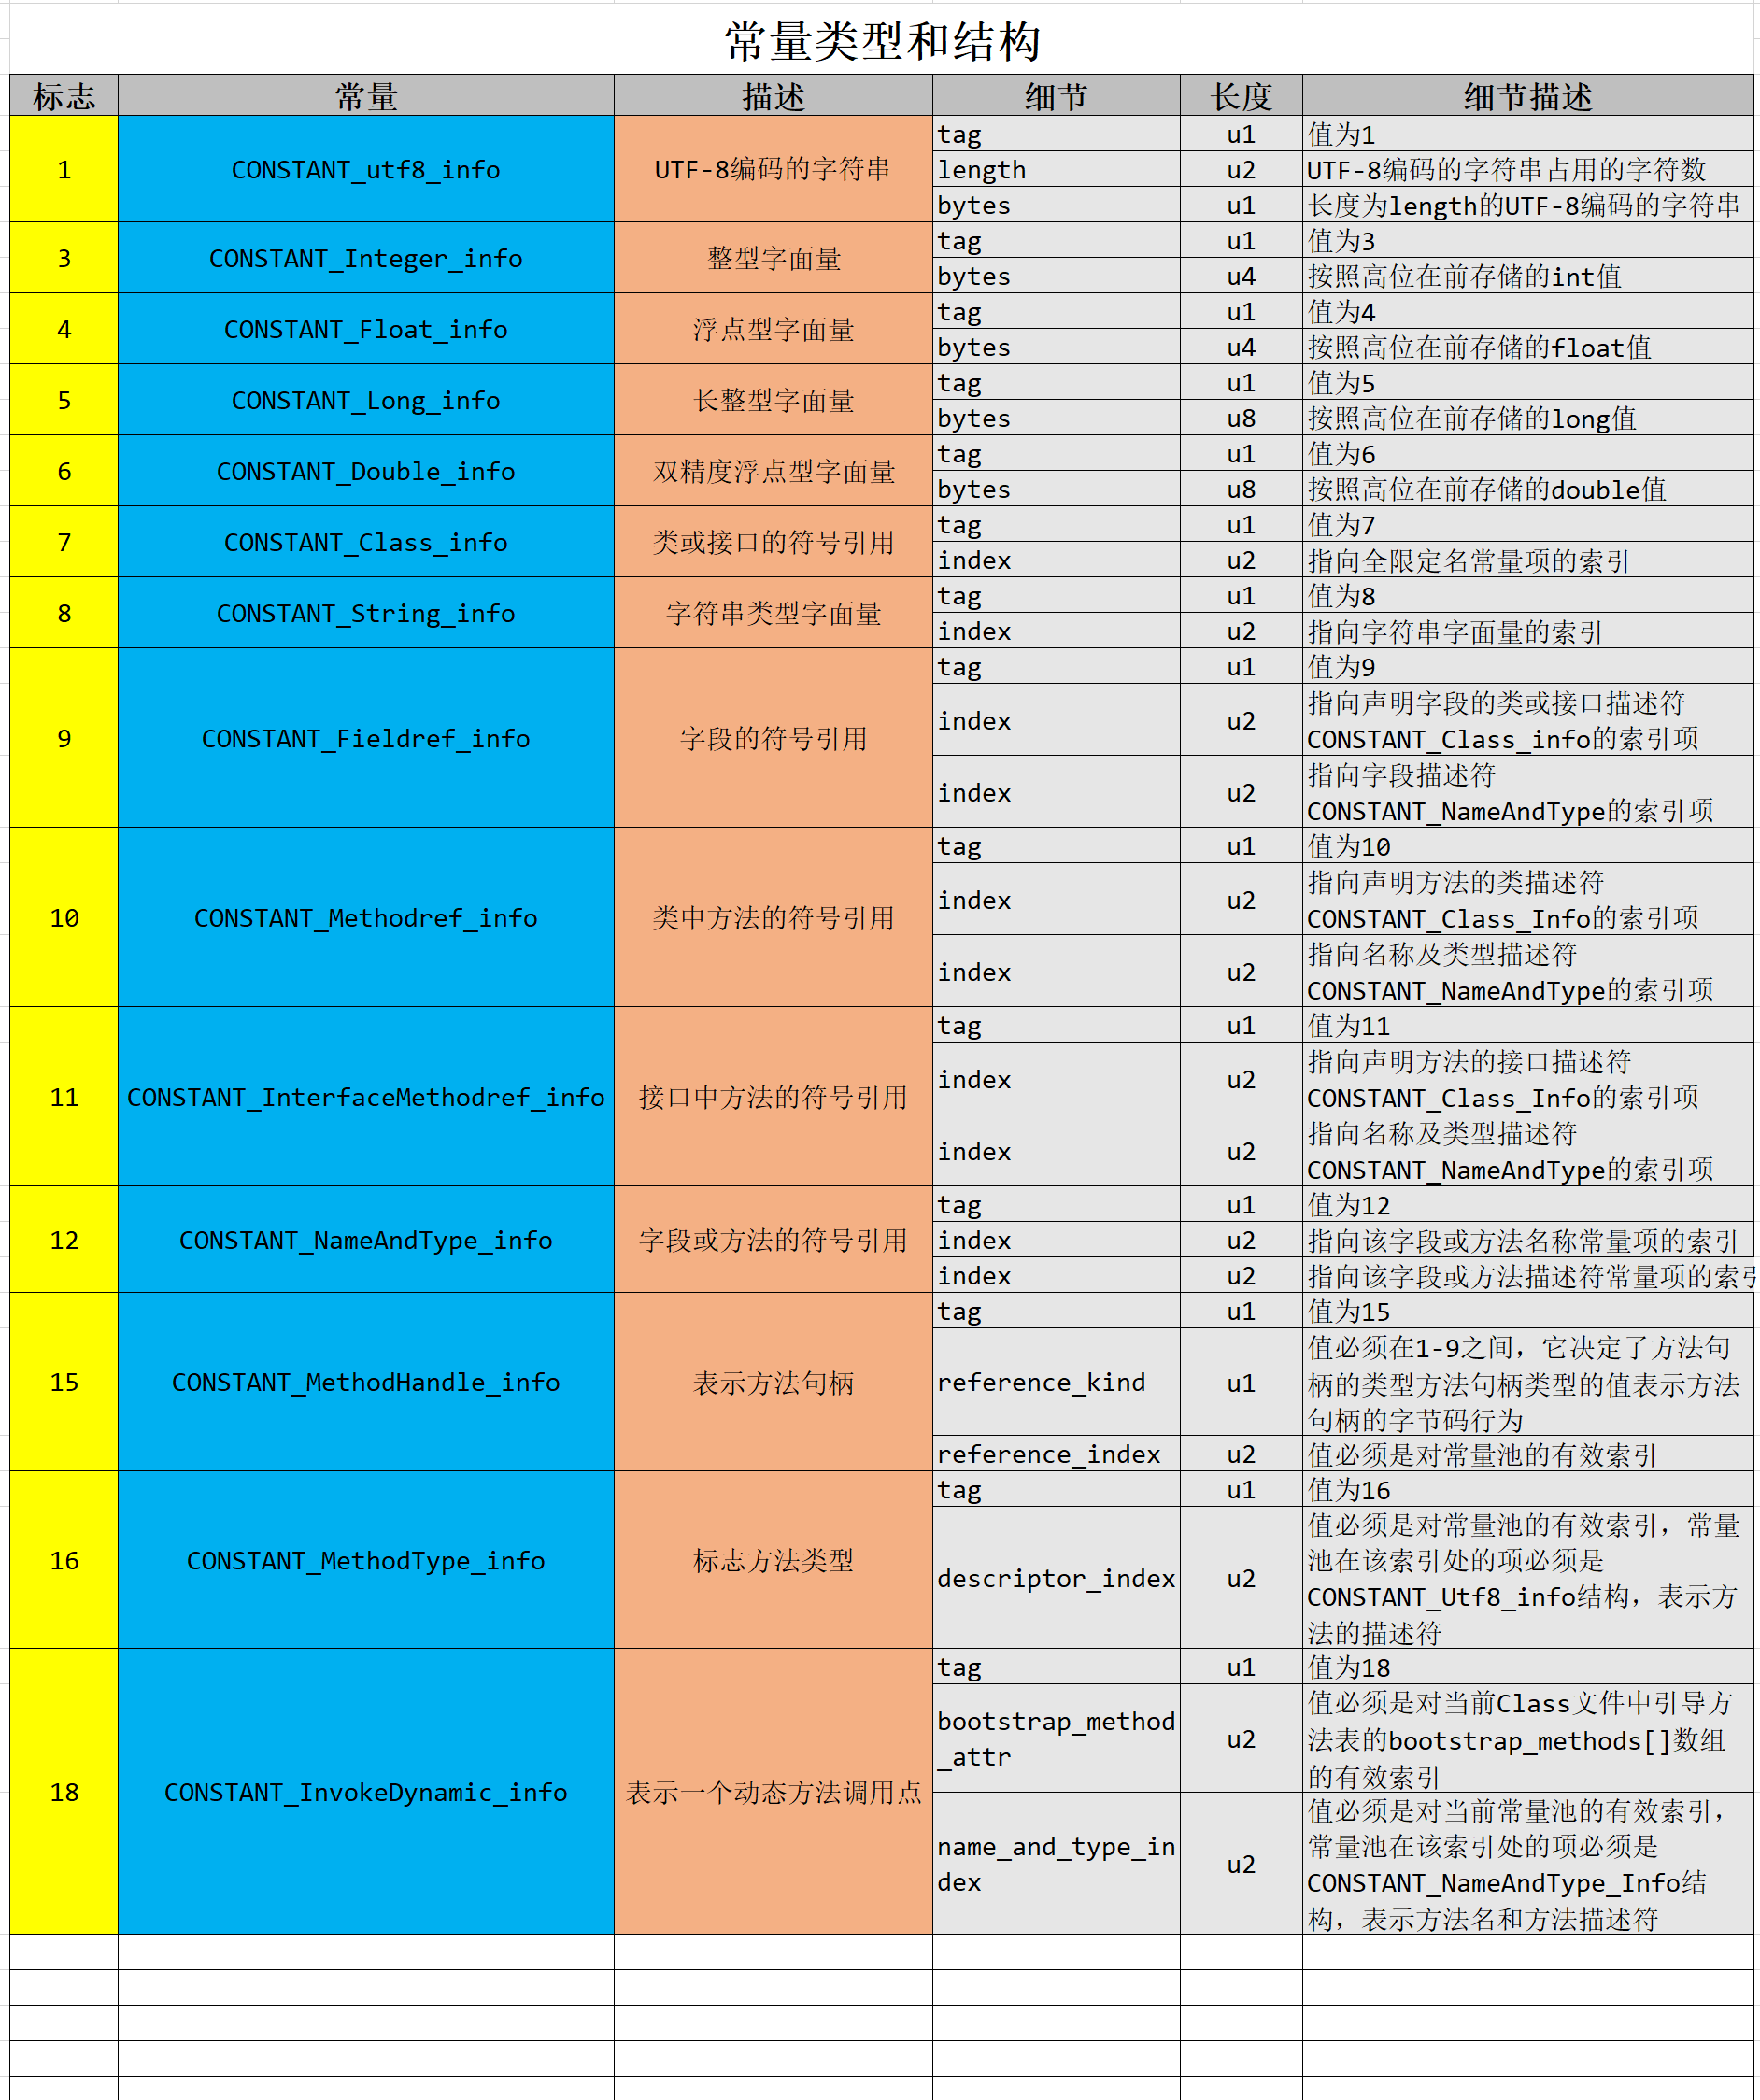 常量类型和结构
标志 常量 描述 细节 长度 细节描述
1 CONSTANT_utf8_info UTF-8编码的字符串 tag u1 值为1
length u2 UTF-8编码的字符串占用的字符数
bytes u1 长度为length的UTF-8编码的字符串
3 CONSTANT_Integer_info 整型字面量 tag u1 值为3
bytes u4 按照高位在前存储的int值
4 CONSTANT_Float_info 浮点型字面量 tag u1 值为4
bytes u4 按照高位在前存储的float值
5 CONSTANT_Long_info 长整型字面量 tag u1 值为5
bytes u8 按照高位在前存储的long值
6 CONSTANT_Double_info 双精度浮点型字面量 tag u1 值为6
bytes u8 按照高位在前存储的double值
7 CONSTANT_Class_info 类或接口的符号引用 tag u1 值为7
index u2 指向全限定名常量项的索引
8 CONSTANT_String_info 字符串类型字面量 tag u1 值为8
index u2 指向字符串字面量的索引
9 CONSTANT_Fieldref_info 字段的符号引用 tag u1 值为9
index u2 指向声明字段的类或接口描述符
CONSTANT_Class_info的索引项
index u2 指向字段描述符
CONSTANT_NameAndType的索引项
10 CONSTANT_Methodref_info 类中方法的符号引用 tag u1 值为10
index u2 指向声明方法的类描述符
CONSTANT_Class_Info的索引项
index u2 指向名称及类型描述符
CONSTANT_NameAndType的索引项
11 CONSTANT_InterfaceMethodref_info 接口中方法的符号引用 tag u1 值为11
index u2 指向声明方法的接口描述符
CONSTANT_Class_Info的索引项
index u2 指向名称及类型描述符
CONSTANT_NameAndType的索引项
12 CONSTANT_NameAndType_info 字段或方法的符号引用 tag u1 值为12
index u2 指向该字段或方法名称常量项的索引
index u2 指向该字段或方法描述符常量项的索引
15 CONSTANT_MethodHandle_info 表示方法句柄 tag u1 值为15
reference_kind u1 值必须在1-9之间，它决定了方法句
柄的类型方法句柄类型的值表示方法
句柄的字节码行为
reference_index u2 值必须是对常量池的有效索引
16 CONSTANT_MethodType_info 标志方法类型 tag u1 值为16
descriptor_index u2 值必须是对常量池的有效索引，常量
池在该索引处的项必须是
CONSTANT_Utf8_info结构，表示方
法的描述符
18 CONSTANT_InvokeDynamic_info 表示一个动态方法调用点 tag u1 值为18
bootstrap_method
_attr u2 值必须是对当前Class文件中引导方
法表的bootstrap_methods[]数组
的有效索引
name_and_type_in
dex u2 值必须是对当前常量池的有效索引，
常量池在该索引处的项必须是
CONSTANT_NameAndType_Info结
构，表示方法名和方法描述符